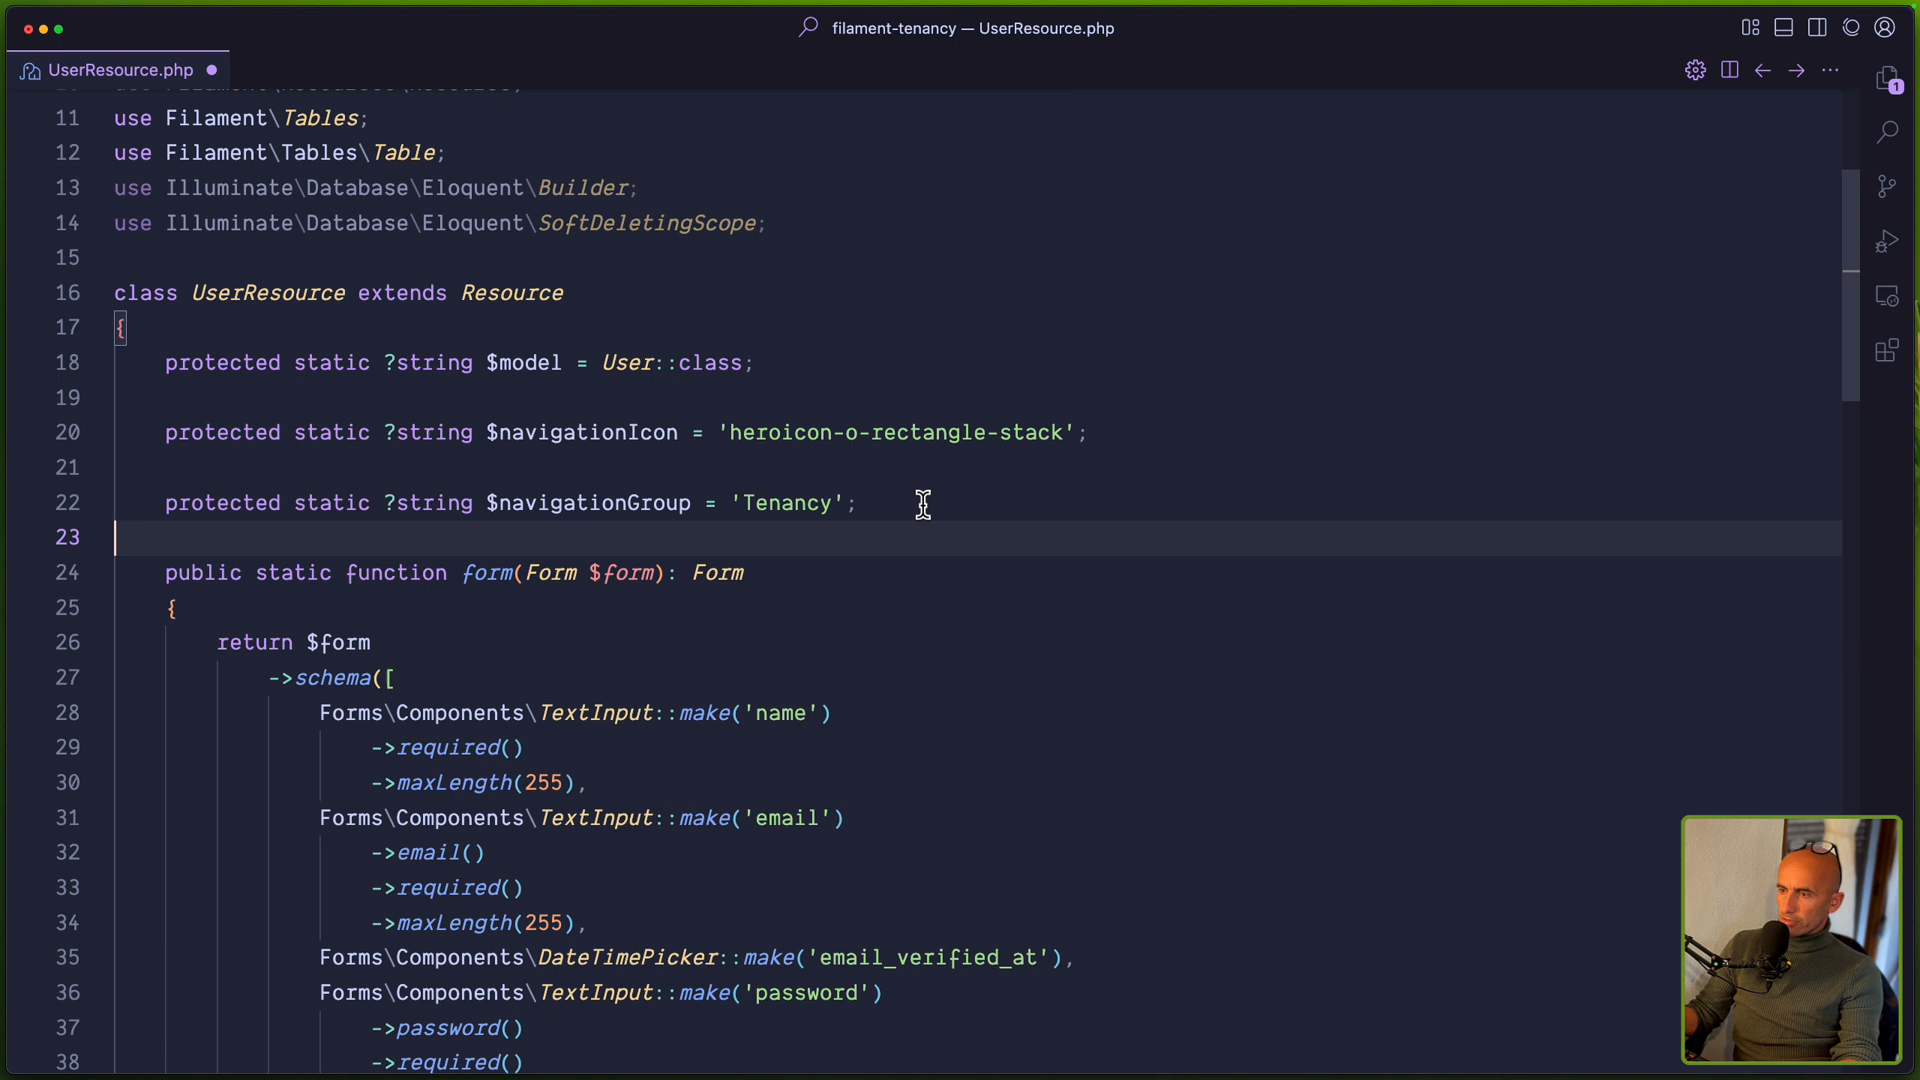 filament-tenancy — UserResource.php
UserResource.php
1
11 use Filament\Tables;
12 use Filament\Tables\Table;
13 use Illuminate\Database\Eloquent\Builder;
14 use Illuminate\Database\Eloquent\SoftDeletingScope;
15
16 class UserResource extends Resource
17 {
18 protected static ?string $model = User::class;
19
20 protected static ?string $navigationIcon = 'heroicon-o-rectangle-stack';
21
22 protected static ?string $navigationGroup = 'Tenancy';
23
24 public static function form(Form $form): Form
25 {
26 return $form
27 ->schema([
28 Forms\Components\TextInput::make('name')
29 ->required()
30 ->maxLength(255),
31 Forms\Components\TextInput::make('email')
32 ->email()
33 ->required()
34 ->maxLength(255),
35 Forms\Components\DateTimePicker::make('email_verified_at'),
36 Forms\Components\TextInput::make('password')
37 ->password()
38 ->required()